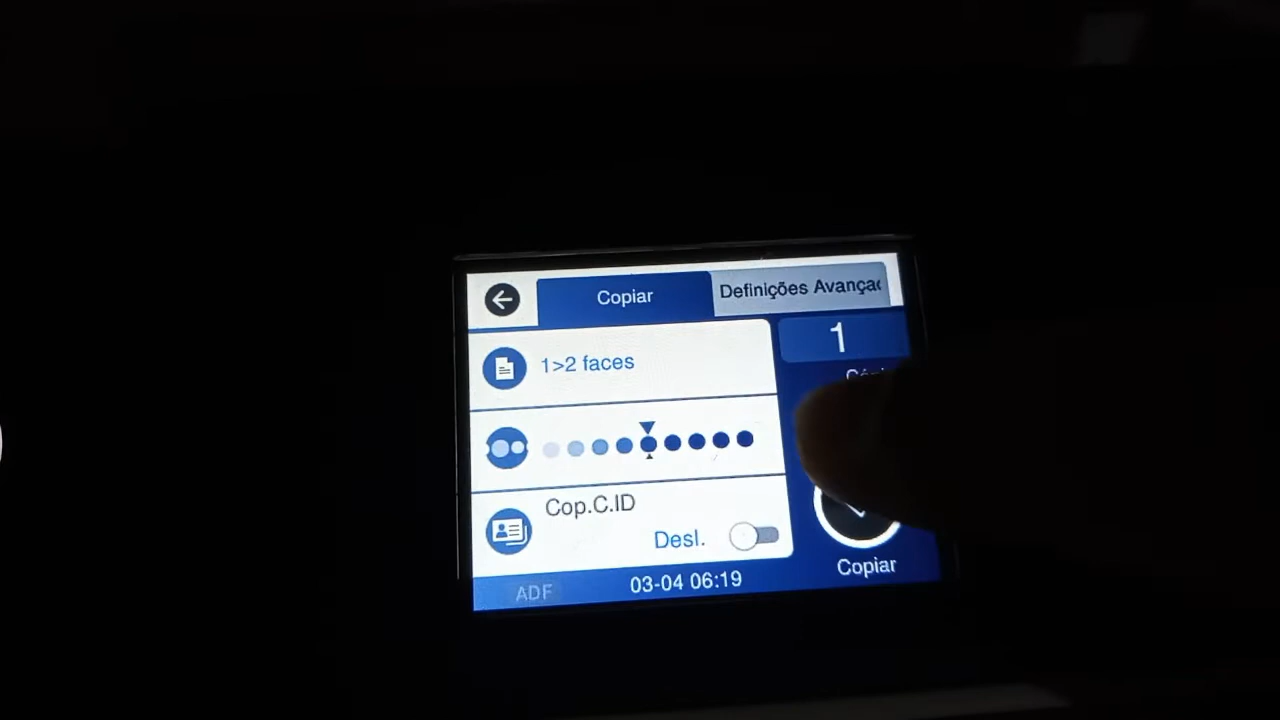 Copiar
Definições Avança
1
1>2 faces
Cop.C.ID
Desl.
Copiar
ADF
03-04 06:19